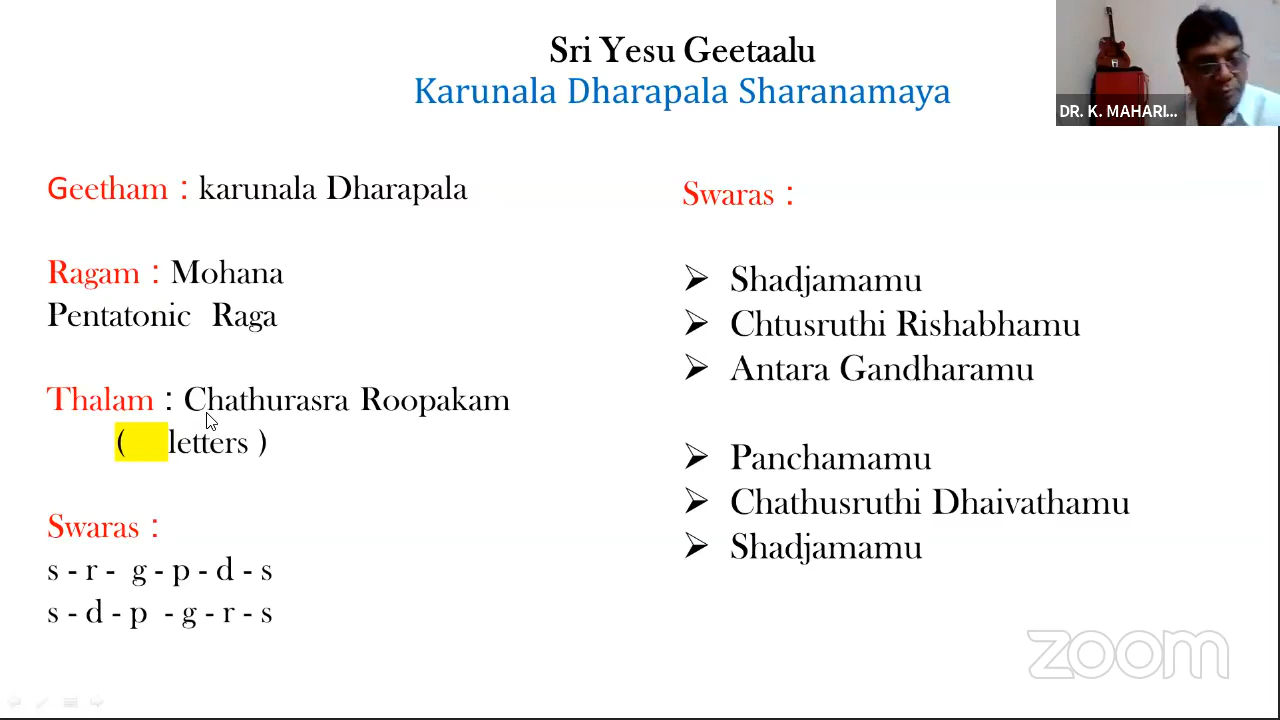 Sri Yesu Geetaalu
Karunala Dharapala Sharanamaya
DR. K. MAHARI...
Geetham : karunala Dharapala
Ragam : Mohana
Pentatonic Raga
Thalam : Chathurasra Roopakam
( letters )
Swaras :
s - r - g - p - d - s
s - d - p - g - r - s
Swaras :
➢ Shadjamamu
➢ Chtusruthi Rishabhamu
➢ Antara Gandharamu
➢ Panchamamu
➢ Chathusruthi Dhaivathamu
➢ Shadjamamu
zoom